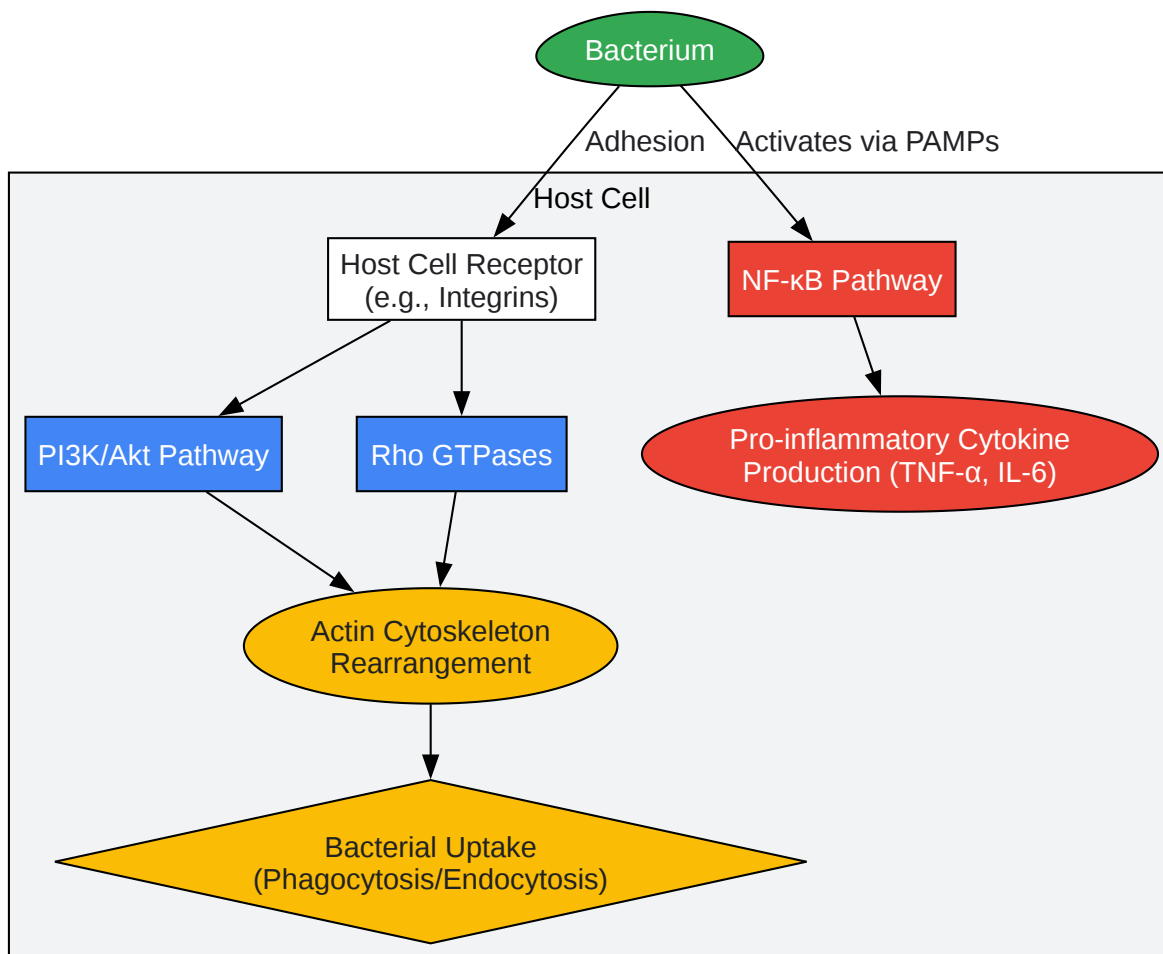 Bacterium
Adhesion
Activates via PAMPs
Host Cell
Host Cell Receptor
(e.g., Integrins)
NF-κB Pathway
PI3K/Akt Pathway
Rho GTPases
Pro-inflammatory Cytokine
Production (TNF-α, IL-6)
Actin Cytoskeleton
Rearrangement
Bacterial Uptake
(Phagocytosis/Endocytosis)